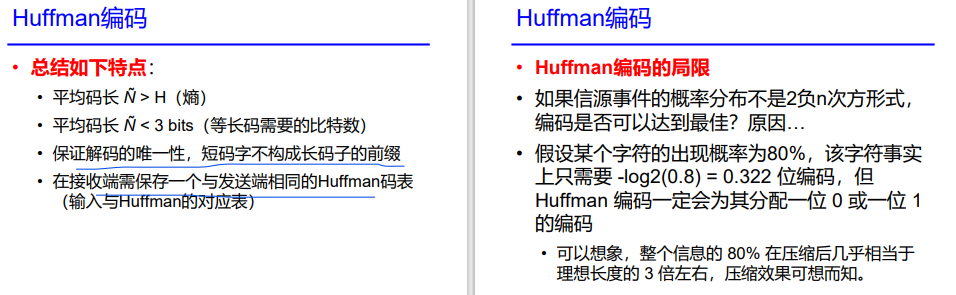 Huffman编码
• 总结如下特点：
• 平均码长 Ñ > H（熵）
• 平均码长 Ñ < 3 bits（等长码需要的比特数）
• 保证解码的唯一性，短码字不构成长码子的前缀
• 在接收端需保存一个与发送端相同的Huffman码表
（输入与Huffman的对应表）
Huffman编码
• Huffman编码的局限
• 如果信源事件的概率分布不是2负n次方形式，
编码是否可以达到最佳？原因…
• 假设某个字符的出现概率为80%，该字符事实
上只需要 -log2(0.8) = 0.322 位编码，但
Huffman 编码一定会为其分配一位 0 或一位 1
的编码
• 可以想象，整个信息的 80% 在压缩后几乎相当于
理想长度的 3 倍左右，压缩效果可想而知。